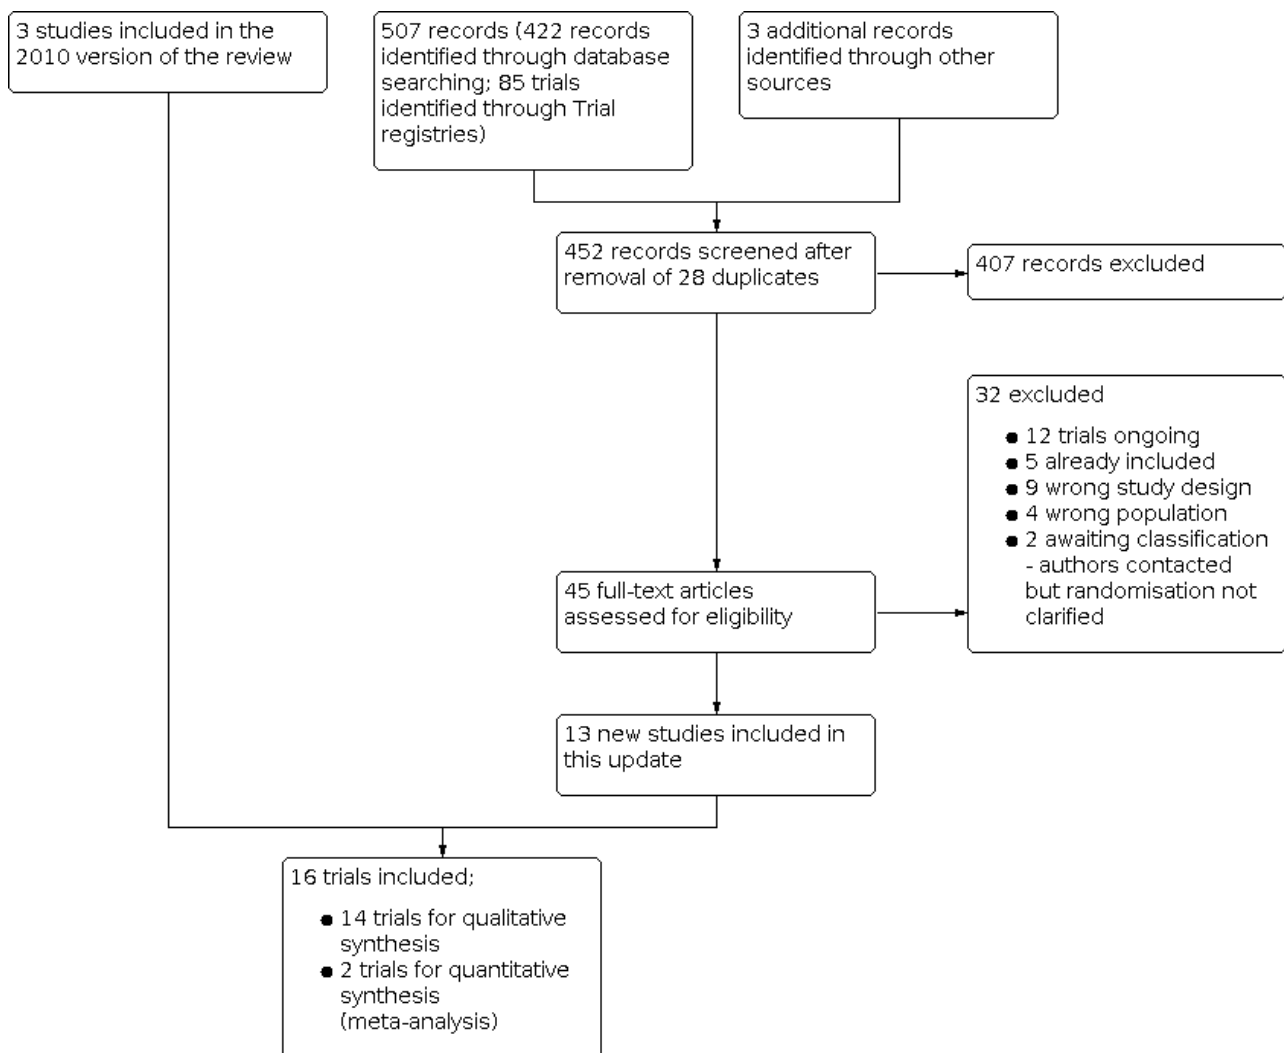 3 studies included in the
2010 version of the review
507 records (422 records
identified through database
searching; 85 trials
identified through Trial
registries)
3 additional records
identified through other
sources
452 records screened after
removal of 28 duplicates
407 records excluded
32 excluded
● 12 trials ongoing
● 5 already included
● 9 wrong study design
● 4 wrong population
● 2 awaiting classification
- authors contacted
but randomisation not
clarified
45 full-text articles
assessed for eligibility
13 new studies included in
this update
16 trials included;
● 14 trials for qualitative
synthesis
● 2 trials for quantitative
synthesis
(meta-analysis)